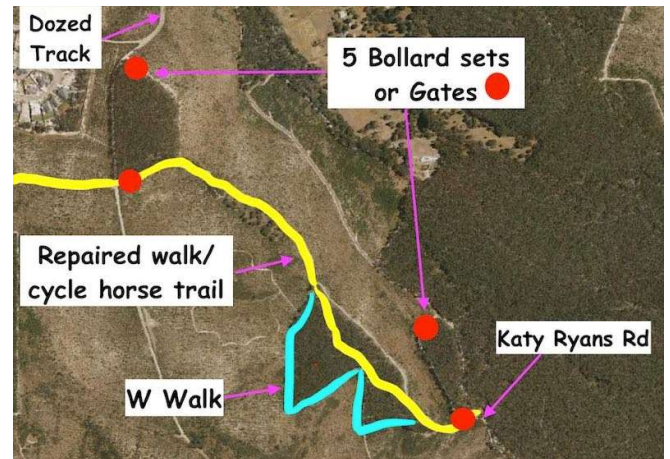 Dozed
Track
5 Bollard sets
or Gates
Repaired walk/
cycle horse trail
Katy Ryans Rd
W Walk